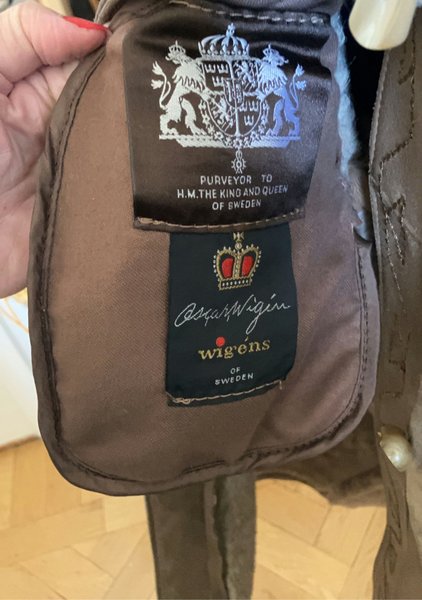 PURVEYOR TO
H.M. THE KING AND QUEEN
OF SWEDEN
Oscar Wigén
wigéns
OF
SWEDEN